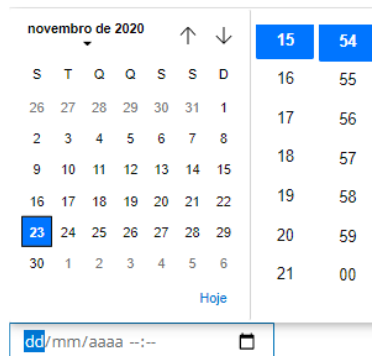 novembro de 2020
S T Q Q S S D
26 27 28 29 30 31 1
2 3 4 5 6 7 8
9 10 11 12 13 14 15
16 17 18 19 20 21 22
23 24 25 26 27 28 29
30 1 2 3 4 5 6
Hoje
15 54
16 55
17 56
18 57
19 58
20 59
21 00
dd/mm/aaaa --:--